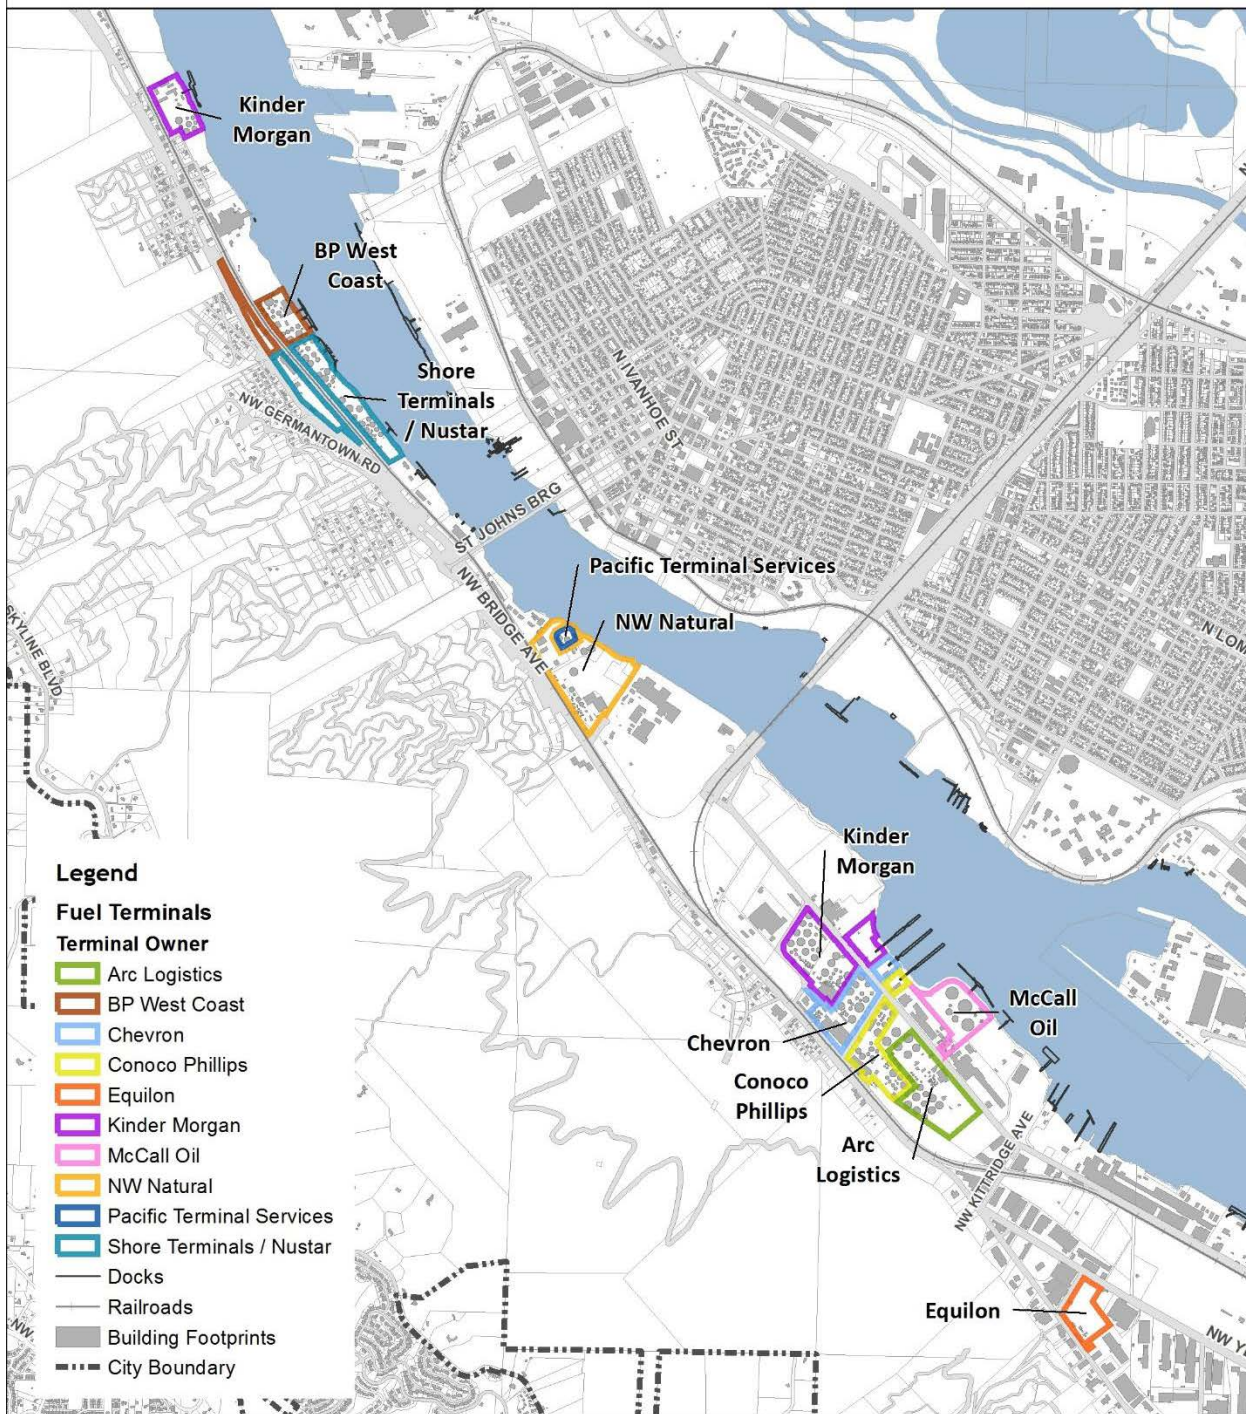 Kinder
Morgan
BP West
Coast
Shore
Terminals
/ Nustar
NW GERMANTOWN RD
N IVANHOE ST
ST JOHNS BRG
Pacific Terminal Services
NW Natural
NW BRIDGE AVE
SKYLINE BLVD
N LOM
Kinder
Morgan
McCall
Oil
Chevron
Conoco
Phillips
Arc
Logistics
NW KITTRIDGE AVE
Equilon
NW
Legend
Fuel Terminals
Terminal Owner
Arc Logistics
BP West Coast
Chevron
Conoco Phillips
Equilon
Kinder Morgan
McCall Oil
NW Natural
Pacific Terminal Services
Shore Terminals / Nustar
Docks
Railroads
Building Footprints
City Boundary
NW